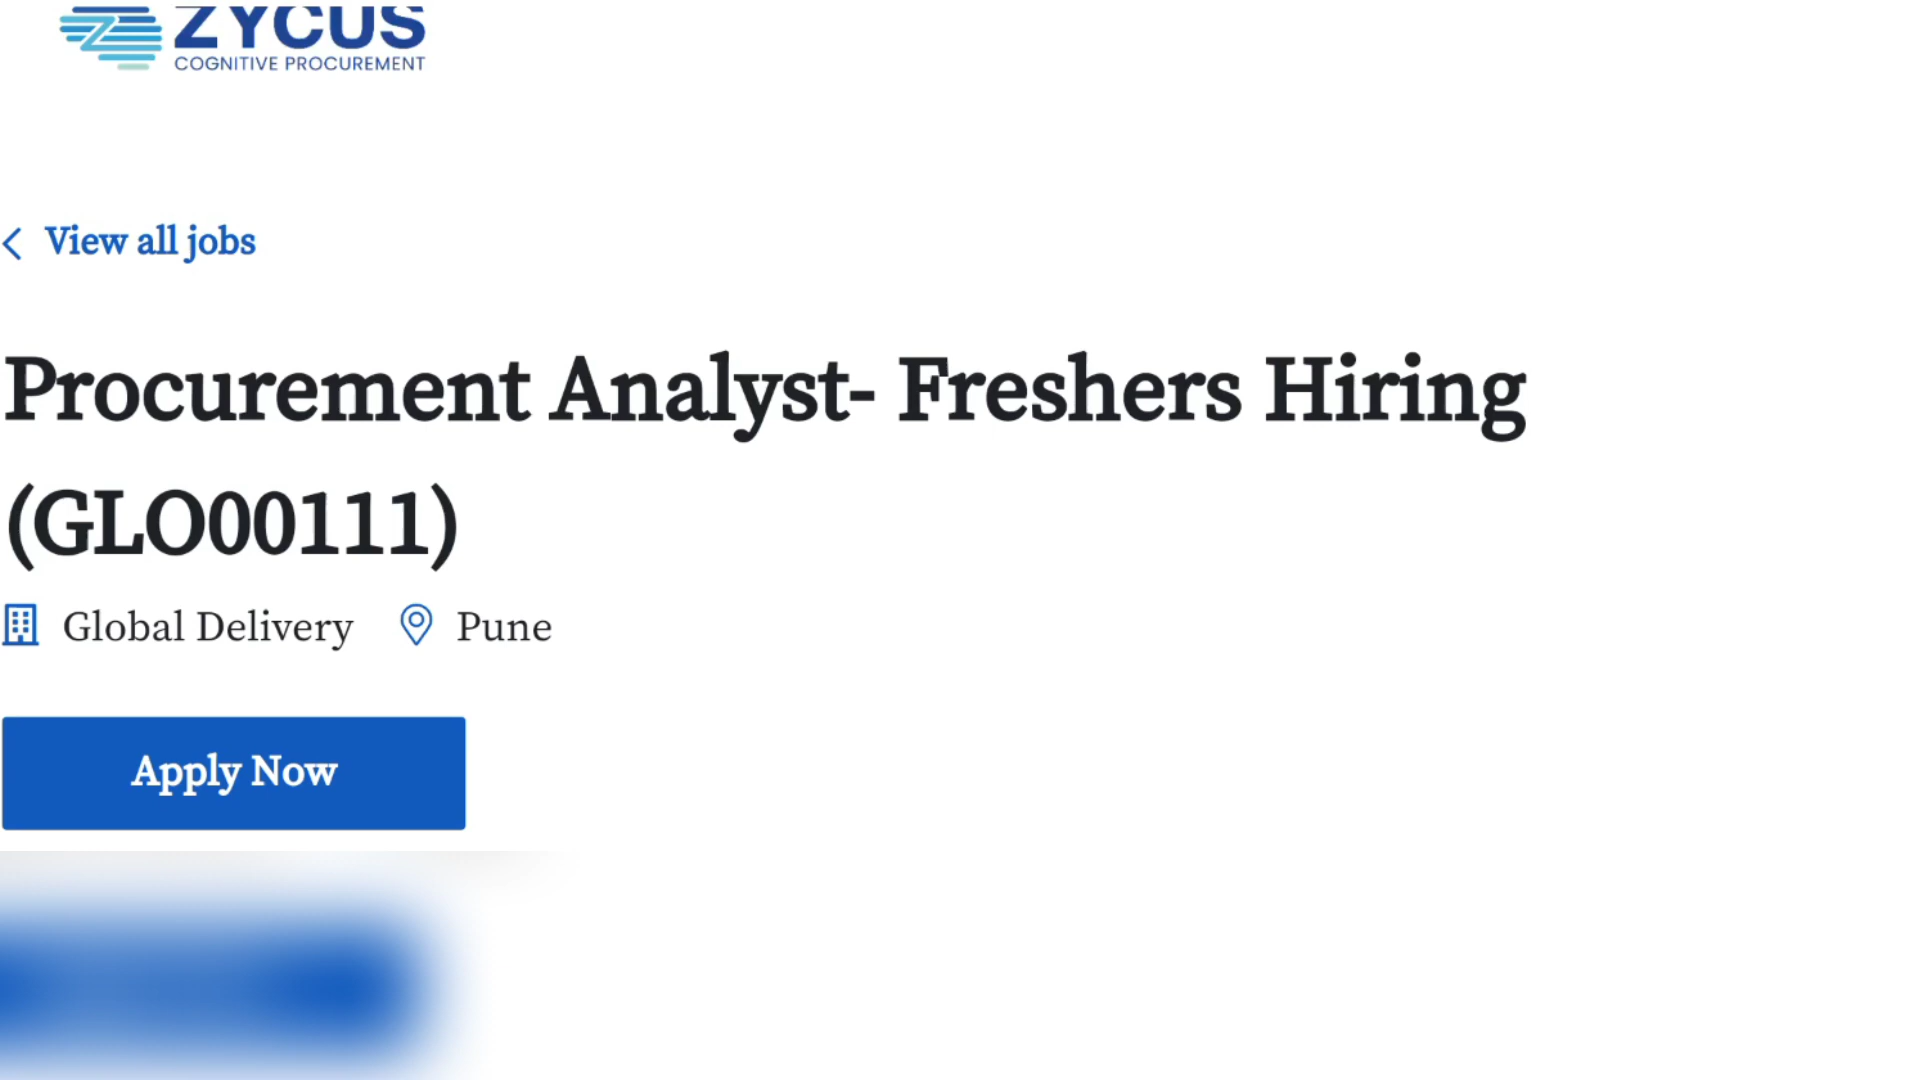 ZYCUS
COGNITIVE PROCUREMENT
View all jobs
Procurement Analyst- Freshers Hiring
(GLO00111)
Global Delivery Pune
Apply Now